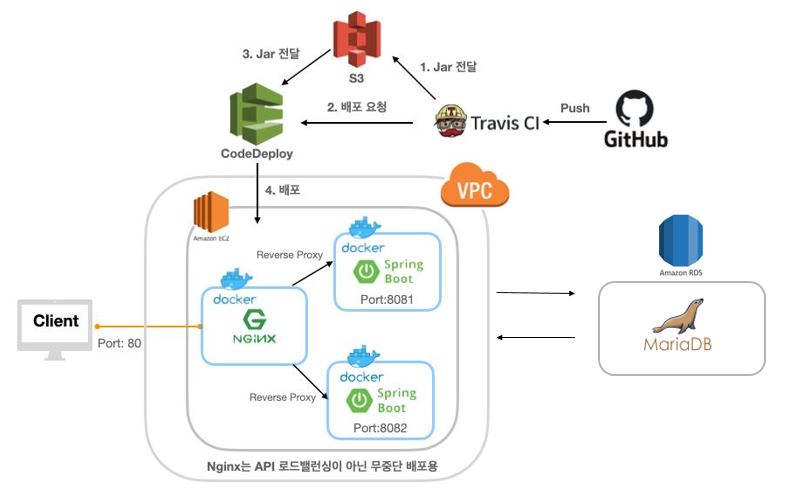 3. Jar 전달
S3
1. Jar 전달
2. 배포 요청
Travis CI
Push
GitHub
CodeDeploy
4. 배포
VPC
Amazon EC2
docker
Reverse Proxy
Spring
Boot
Port:8081
docker
NGINX
Client
Port: 80
Amazon RDS
MariaDB
docker
Reverse Proxy
Spring
Boot
Port:8082
Nginx는 API 로드밸런싱이 아닌 무중단 배포용